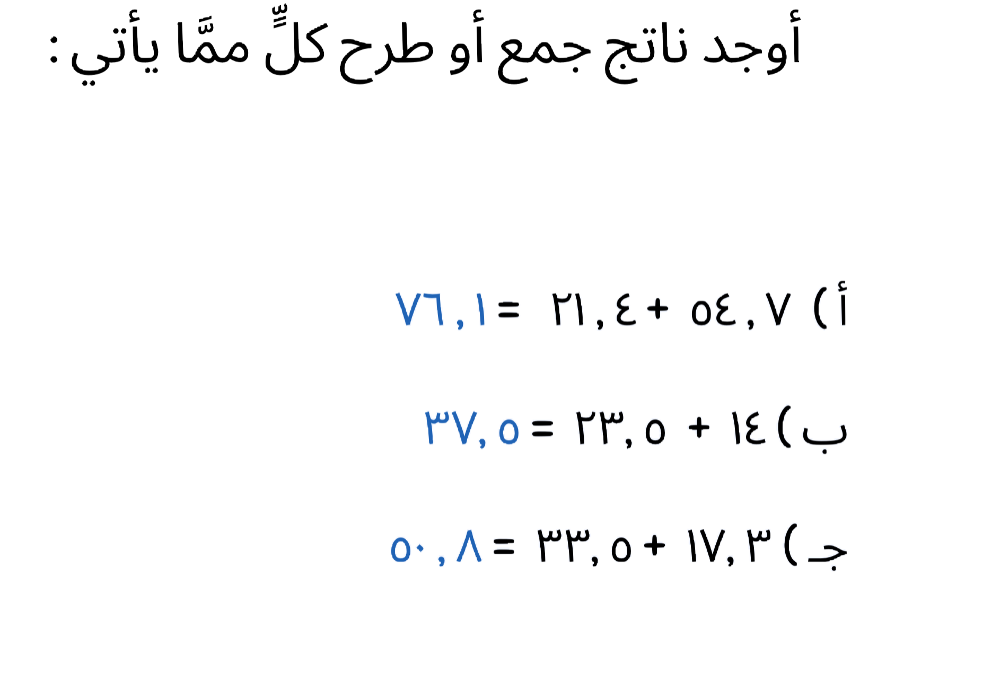 أوجد ناتج جمع أو طرح كلٍّ ممَّا يأتي :
أ ) ٥٤,٧ + ٢١,٤ = ٧٦,١
ب ) ١٤ + ٢٣,٥ = ٣٧,٥
جـ ) ١٧,٣ + ٣٣,٥ = ٥٠,٨